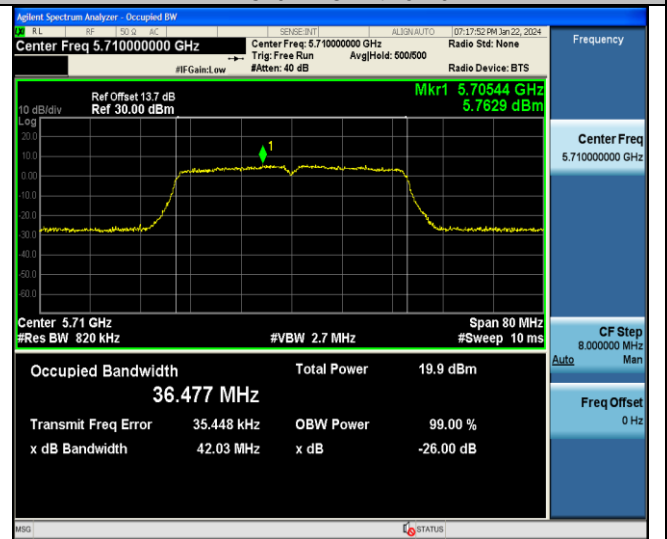 Agilent Spectrum Analyzer - Occupied BW
RL RF 50 Ω AC SENSE:INT ALIGNAUTO 07:17:52 PM Jan 22, 2024
Center Freq 5.710000000 GHz
Center Freq: 5.710000000 GHz
Radio Std: None
Trig: Free Run Avg|Hold: 500/500
#IFGain:Low #Atten: 40 dB Radio Device: BTS
Ref Offset 13.7 dB
10 dB/div Ref 30.00 dBm
Mkr1 5.70544 GHz
5.7629 dBm
Log
20.0
10.0
0.00
-10.0
-20.0
-30.0
-40.0
-50.0
-60.0
1
Center 5.71 GHz Span 80 MHz
#Res BW 820 kHz #VBW 2.7 MHz #Sweep 10 ms
Occupied Bandwidth Total Power 19.9 dBm
36.477 MHz
Transmit Freq Error 35.448 kHz OBW Power 99.00 %
x dB Bandwidth 42.03 MHz x dB -26.00 dB
MSG STATUS
Frequency
Center Freq
5.710000000 GHz
CF Step
8.000000 MHz
Auto Man
Freq Offset
0 Hz